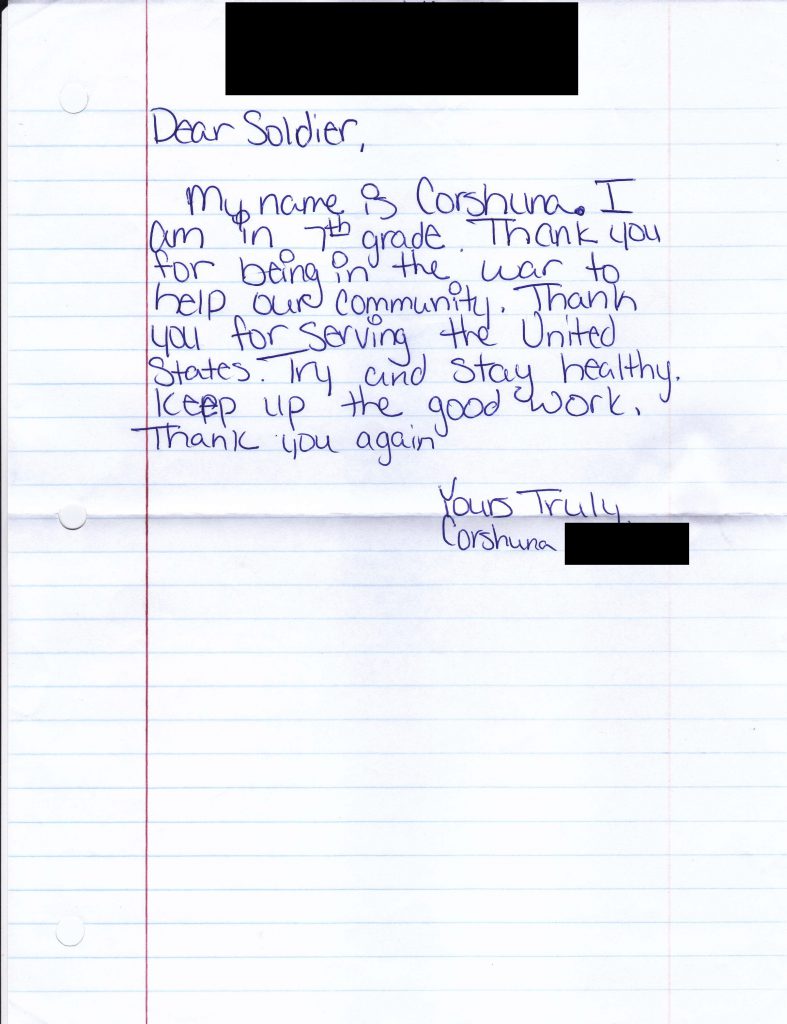 Dear Soldier,
My name is Corshuna. I
am in 7th grade. Thank you
for being in the war to
help our community. Thank
you for serving the United
States. Try and stay healthy.
Keep up the good work.
Thank you again
Yours Truly,
Corshuna